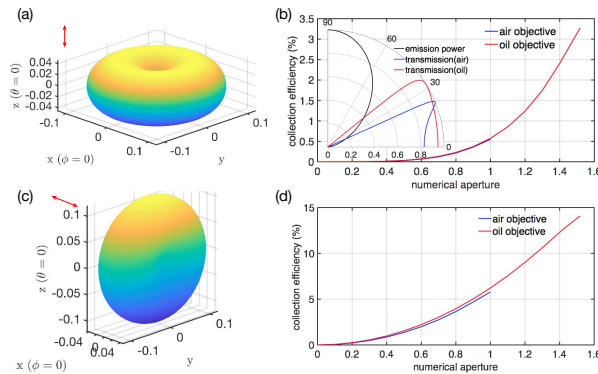 (a)
0.04
0.02
0
-0.02
-0.04
z (θ = 0)
-0.1
0
0.1
x (ϕ = 0)
-0.1
0
0.1
y
(b)
3.5
3
2.5
2
1.5
1
0.5
0
collection efficiency (%)
0 0.2 0.4 0.6 0.8 1 1.2 1.4 1.6
numerical aperture
air objective
oil objective
90
30
0
0 0.2 0.4 0.6 0.8
emission power
transmission(air)
transmission(oil)
(c)
0.1
0.05
0
-0.05
-0.1
z (θ = 0)
-0.04
0
0.04
x (ϕ = 0)
-0.1
0
0.1
y
(d)
15
10
5
0
collection efficiency (%)
0 0.2 0.4 0.6 0.8 1 1.2 1.4 1.6
numerical aperture
air objective
oil objective